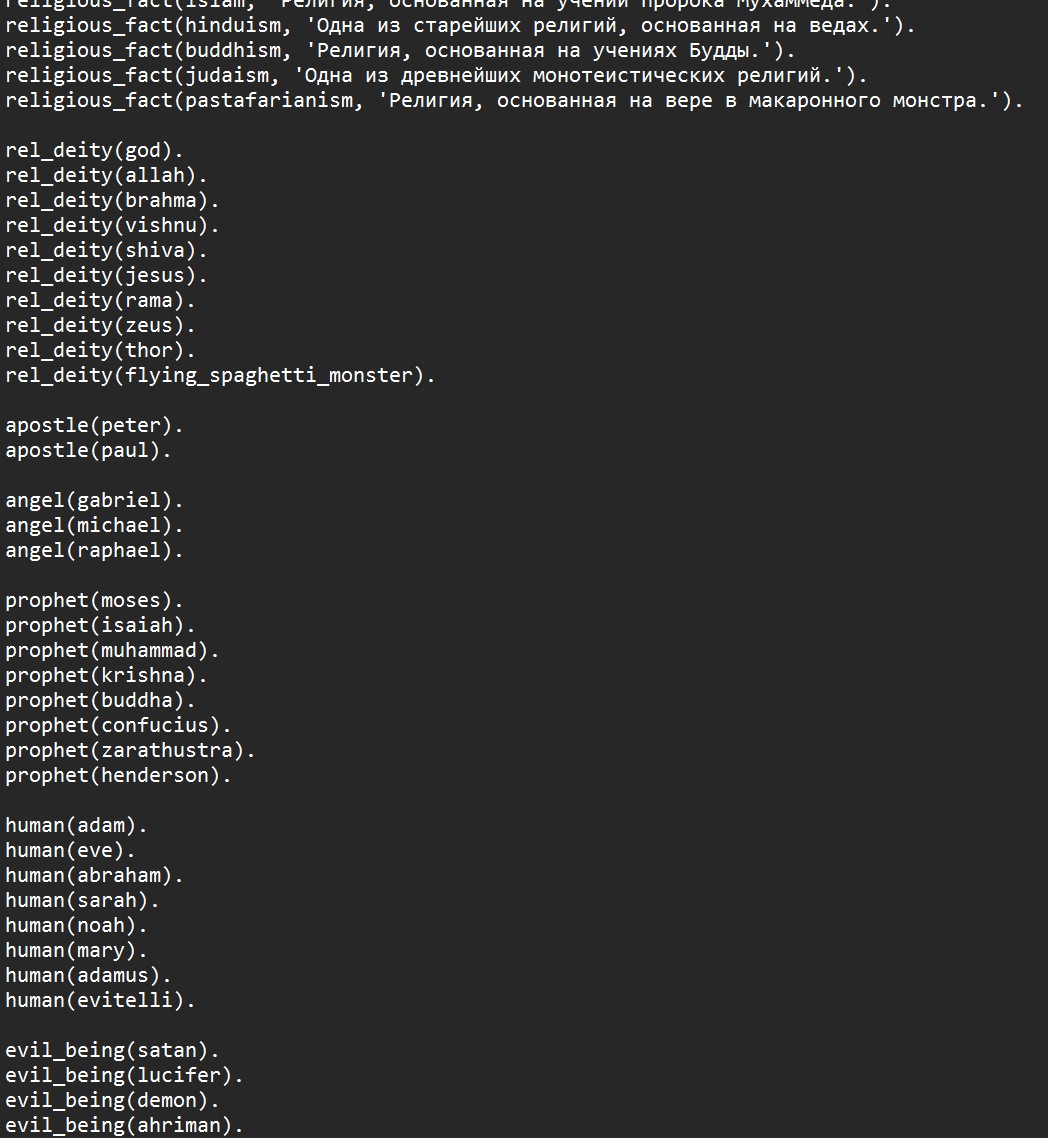 religious_fact(islam, 'Религия, основанная на учении пророка Мухаммеда.').
religious_fact(hinduism, 'Одна из старейших религий, основанная на ведах.').
religious_fact(buddhism, 'Религия, основанная на учениях Будды.').
religious_fact(judaism, 'Одна из древнейших монотеистических религий.').
religious_fact(pastafarianism, 'Религия, основанная на вере в макаронного монстра.').
rel_deity(god).
rel_deity(allah).
rel_deity(brahma).
rel_deity(vishnu).
rel_deity(shiva).
rel_deity(jesus).
rel_deity(rama).
rel_deity(zeus).
rel_deity(thor).
rel_deity(flying_spaghetti_monster).
apostle(peter).
apostle(paul).
angel(gabriel).
angel(michael).
angel(raphael).
prophet(moses).
prophet(isaiah).
prophet(muhammad).
prophet(krishna).
prophet(buddha).
prophet(confucius).
prophet(zarathustra).
prophet(henderson).
human(adam).
human(eve).
human(abraham).
human(sarah).
human(noah).
human(mary).
human(adamus).
human(evitelli).
evil_being(satan).
evil_being(lucifer).
evil_being(demon).
evil_being(ahriman).